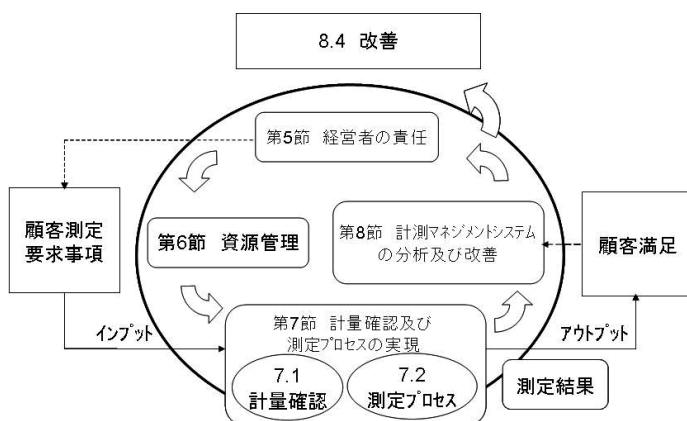 8.4 改善
第5節 経営者の責任
顧客測定
要求事項
第6節 資源管理
第8節 計測マネジメントシステム
の分析及び改善
顧客満足
インプット
第7節 計量確認及び
測定プロセスの実現
アウトプット
7.1
計量確認
7.2
測定プロセス
測定結果